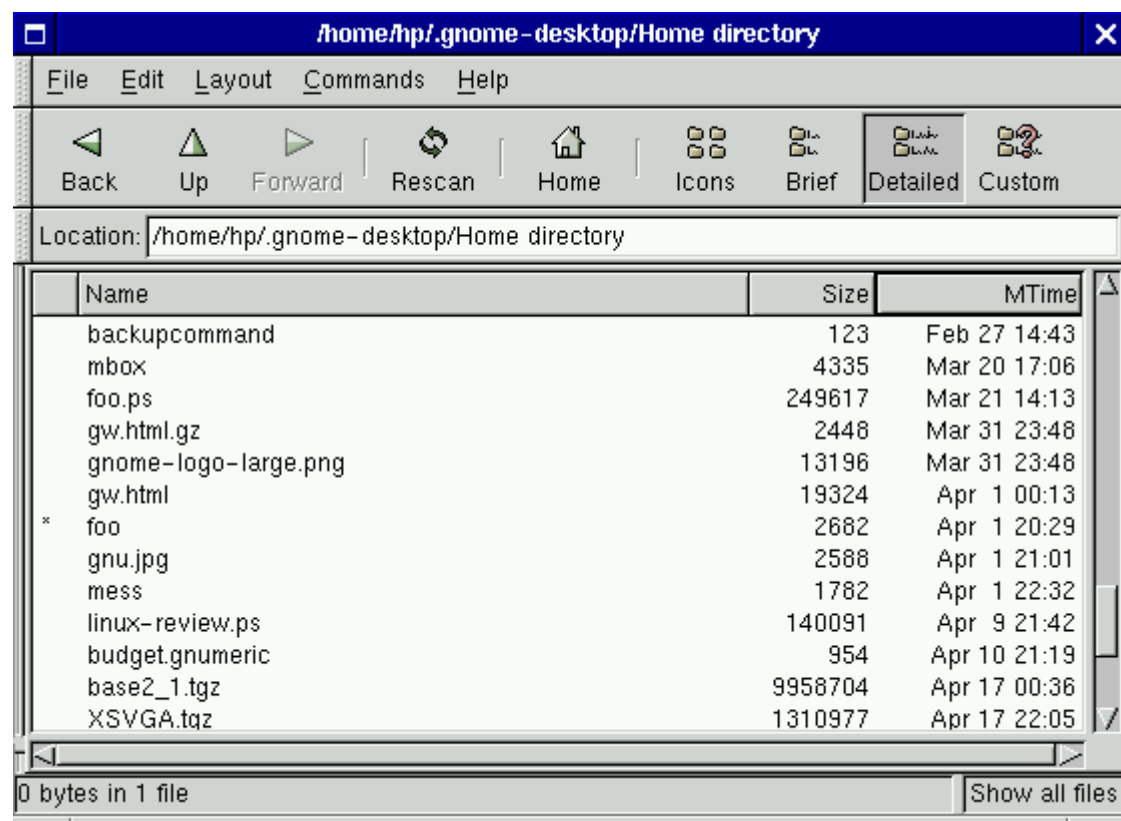 /home/hp/.gnome-desktop/Home directory
File Edit Layout Commands Help
Back Up Forward Rescan Home Icons Brief Detailed Custom
Location: /home/hp/.gnome-desktop/Home directory
Name Size MTime
backupcommand 123 Feb 27 14:43
mbox 4335 Mar 20 17:06
foo.ps 249617 Mar 21 14:13
gw.html.gz 2448 Mar 31 23:48
gnome-logo-large.png 13196 Mar 31 23:48
gw.html 19324 Apr 1 00:13
* foo 2682 Apr 1 20:29
gnu.jpg 2588 Apr 1 21:01
mess 1782 Apr 1 22:32
linux-review.ps 140091 Apr 9 21:42
budget.gnumeric 954 Apr 10 21:19
base2_1.tgz 9958704 Apr 17 00:36
XSVGA.tgz 1310977 Apr 17 22:05
0 bytes in 1 file Show all files